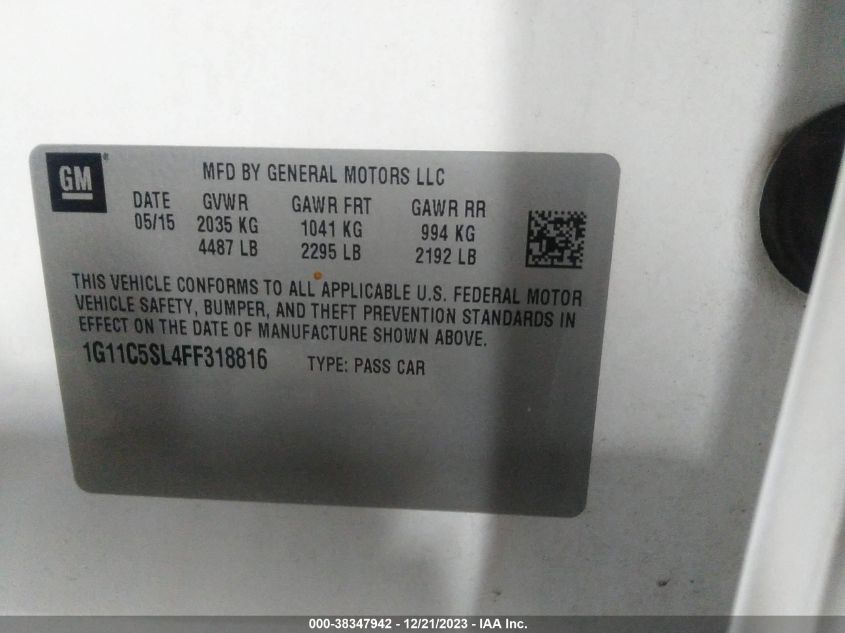 GM
MFD BY GENERAL MOTORS LLC
DATE GVWR GAWR FRT GAWR RR
05/15 2035 KG 1041 KG 994 KG
4487 LB 2295 LB 2192 LB
THIS VEHICLE CONFORMS TO ALL APPLICABLE U.S. FEDERAL MOTOR
VEHICLE SAFETY, BUMPER, AND THEFT PREVENTION STANDARDS IN
EFFECT ON THE DATE OF MANUFACTURE SHOWN ABOVE.
1G11C5SL4FF318816 TYPE: PASS CAR
000-38347942 - 12/21/2023 - IAA Inc.